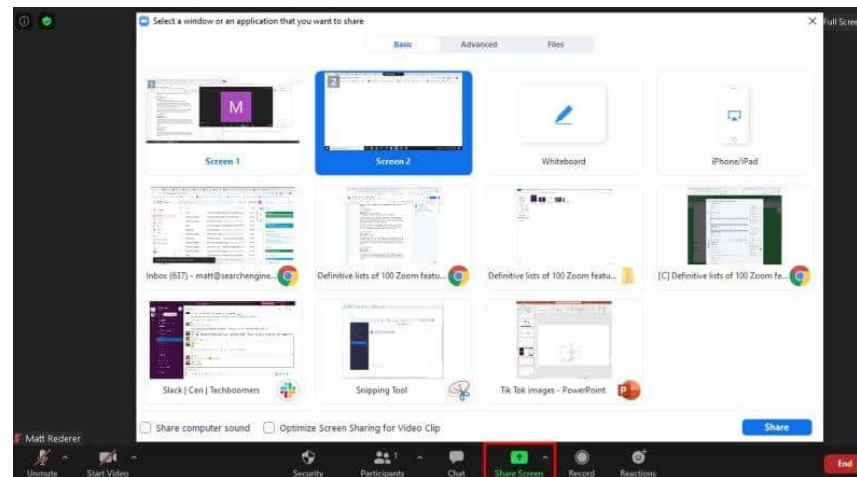 Select a window or an application that you want to share
Full Scree
Basic Advanced Files
1
2
M
Screen 1 Screen 2 Whiteboard iPhone/iPad
Inbox (637) - matt@searchengine... Definitive lists of 100 Zoom featu... Definitive lists of 100 Zoom featu... [C] Definitive lists of 100 Zoom fe...
Slack | Ceri | Techboomers Snipping Tool Tik Tok images - PowerPoint
Share computer sound Optimize Screen Sharing for Video Clip Share
Matt Rederer
1
Unmute Start Video Security Participants Chat Share Screen Record Reactions End